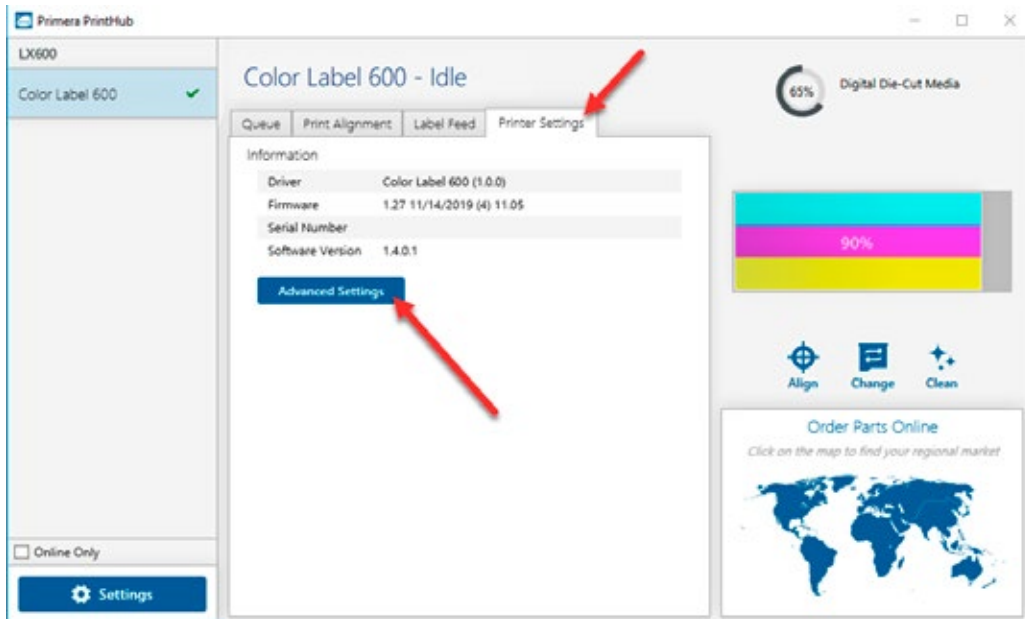 Primera PrintHub
LX600
Color Label 600
Online Only
Settings
Color Label 600 - Idle
Queue Print Alignment Label Feed Printer Settings
Information
Driver Color Label 600 (1.0.0)
Firmware 1.27 11/14/2019 (4) 11.05
Serial Number
Software Version 1.4.0.1
Advanced Settings
65% Digital Die-Cut Media
90%
Align Change Clean
Order Parts Online
Click on the map to find your regional market